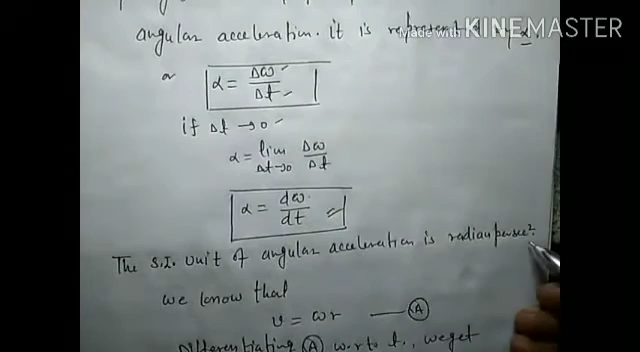 angular acceleration. it is represented by α
Made with KINEMASTER
or
α = Δω/Δt
if Δt → 0
α = lim Δt→0 Δω/Δt
α = dω/dt
The S.I. Unit of angular acceleration is radian per sec².
we know that
v = ωr —— (A)
Differentiating (A) w.r.to t., we get